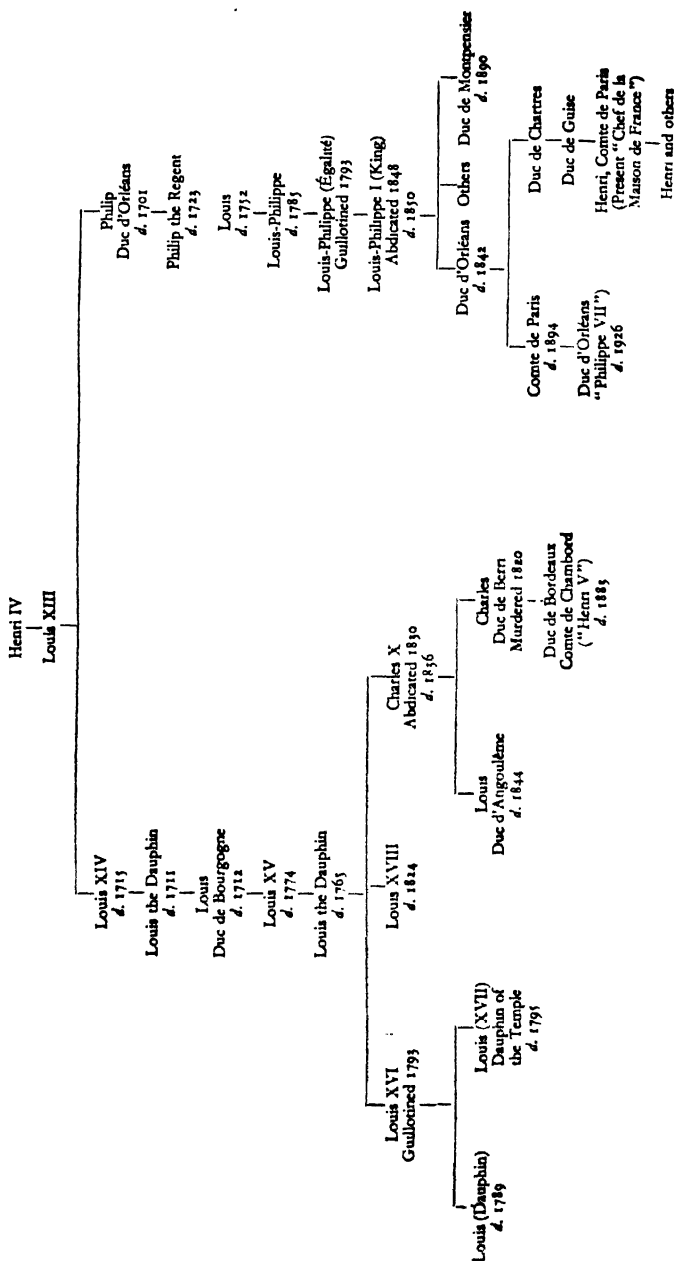 Henri IV
Louis XIII
Louis XIV
d. 1715
Louis the Dauphin
d. 1711
Louis
Duc de Bourgogne
d. 1712
Louis XV
d. 1774
Louis the Dauphin
d. 1765
Louis XVI
Guillotined 1793
Louis (Dauphin)
d. 1789
Louis (XVII)
Dauphin of
the Temple
d. 1795
Louis XVIII
d. 1824
Charles X
Abdicated 1830
d. 1836
Louis
Duc d'Angoulême
d. 1844
Charles
Duc de Berri
Murdered 1820
Duc de Bordeaux
Comte de Chambord
("Henri V")
d. 1883
Philip
Duc d'Orléans
d. 1701
Philip the Regent
d. 1723
Louis
d. 1752
Louis-Philippe
d. 1785
Louis-Philippe (Égalité)
Guillotined 1793
Louis-Philippe I (King)
Abdicated 1848
d. 1850
Duc d'Orléans
d. 1842
Others
Duc de Montpensier
d. 1890
Comte de Paris
d. 1894
Duc d'Orléans
"Philippe VII")
d. 1926
Duc de Chartres
Duc de Guise
Henri, Comte de Paris
(Present "Chef de la
Maison de France")
Henri and others